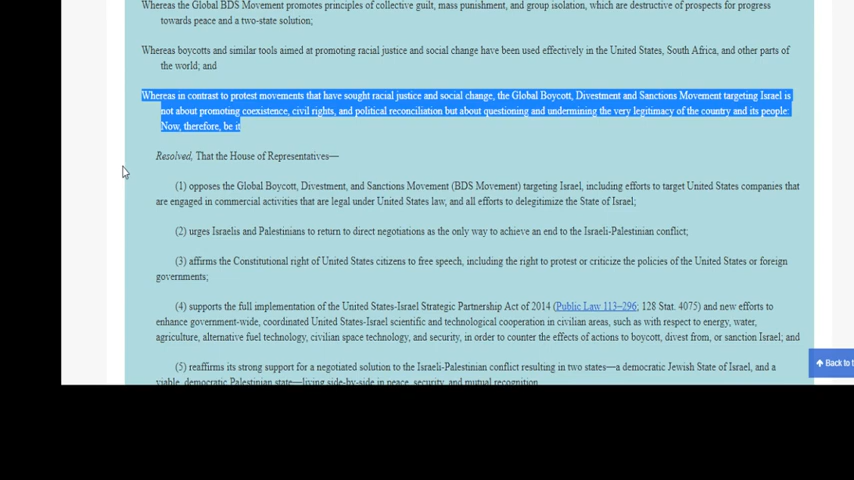 Whereas the Global BDS Movement promotes principles of collective guilt, mass punishment, and group isolation, which are destructive of prospects for progress
towards peace and a two-state solution;
Whereas boycotts and similar tools aimed at promoting racial justice and social change have been used effectively in the United States, South Africa, and other parts of
the world; and
Whereas in contrast to protest movements that have sought racial justice and social change, the Global Boycott, Divestment and Sanctions Movement targeting Israel is
not about promoting coexistence, civil rights, and political reconciliation but about questioning and undermining the very legitimacy of the country and its people:
Now, therefore, be it
Resolved, That the House of Representatives—
(1) opposes the Global Boycott, Divestment, and Sanctions Movement (BDS Movement) targeting Israel, including efforts to target United States companies that
are engaged in commercial activities that are legal under United States law, and all efforts to delegitimize the State of Israel;
(2) urges Israelis and Palestinians to return to direct negotiations as the only way to achieve an end to the Israeli-Palestinian conflict;
(3) affirms the Constitutional right of United States citizens to free speech, including the right to protest or criticize the policies of the United States or foreign
governments;
(4) supports the full implementation of the United States-Israel Strategic Partnership Act of 2014 (Public Law 113–296; 128 Stat. 4075) and new efforts to
enhance government-wide, coordinated United States-Israel scientific and technological cooperation in civilian areas, such as with respect to energy, water,
agriculture, alternative fuel technology, civilian space technology, and security, in order to counter the effects of actions to boycott, divest from, or sanction Israel; and
(5) reaffirms its strong support for a negotiated solution to the Israeli-Palestinian conflict resulting in two states—a democratic Jewish State of Israel, and a
viable, democratic Palestinian state—living side-by-side in peace, security, and mutual recognition.
Back to t